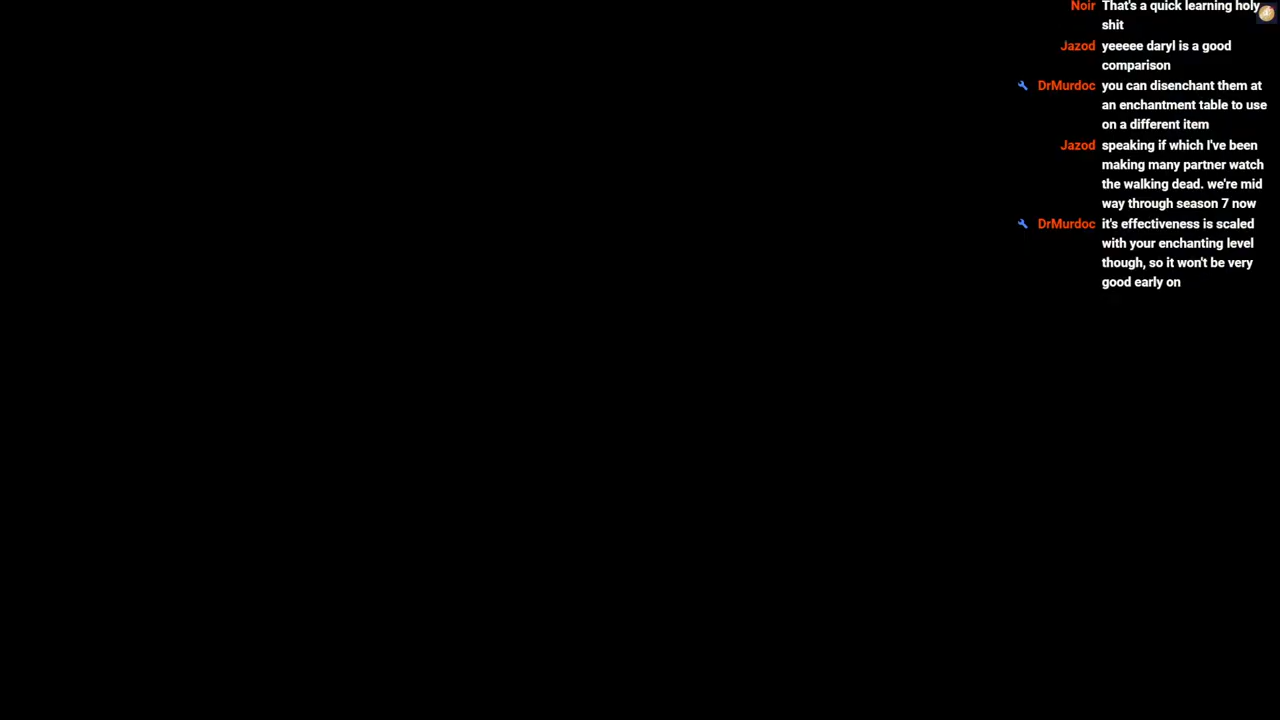 Noir That's a quick learning holy
shit
Jazod yeeeee daryl is a good
comparison
DrMurdoc you can disenchant them at
an enchantment table to use
on a different item
Jazod speaking if which I've been
making many partner watch
the walking dead. we're mid
way through season 7 now
DrMurdoc it's effectiveness is scaled
with your enchanting level
though, so it won't be very
good early on